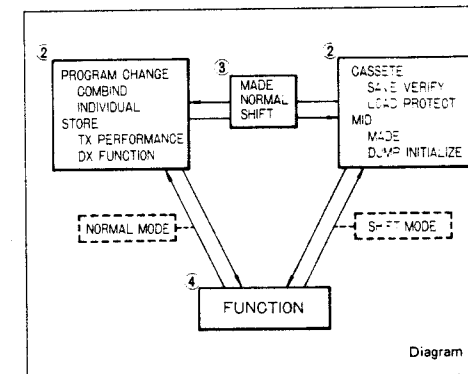 ②
PROGRAM CHANGE
COMBIND
INDIVIDUAL
STORE
TX PERFORMANCE
DX FUNCTION
③
MADE
NORMAL
SHIFT
②
CASSETE
SAVE VERIFY
LOAD PROTECT
MID
MADE
DUMP INITIALIZE
NORMAL MODE
SHIFT MODE
④
FUNCTION
Diagram